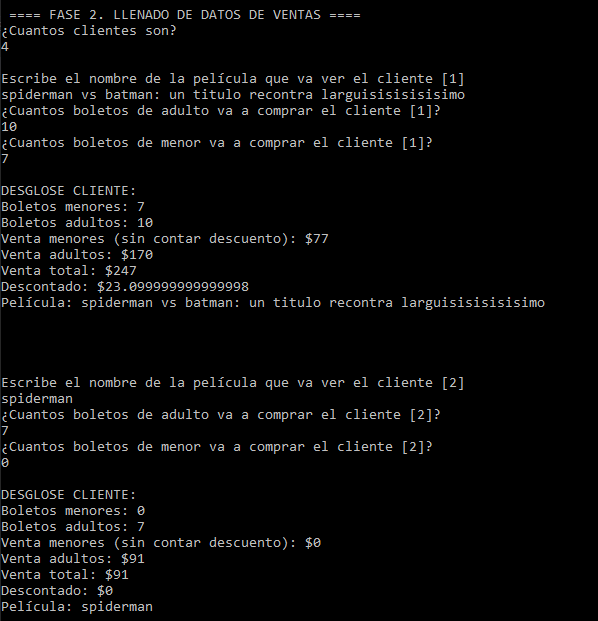 ==== FASE 2. LLENADO DE DATOS DE VENTAS ====
¿Cuantos clientes son?
4
Escribe el nombre de la película que va ver el cliente [1]
spiderman vs batman: un titulo recontra larguisisisisisimo
¿Cuantos boletos de adulto va a comprar el cliente [1]?
10
¿Cuantos boletos de menor va a comprar el cliente [1]?
7
DESGLOSE CLIENTE:
Boletos menores: 7
Boletos adultos: 10
Venta menores (sin contar descuento): $77
Venta adultos: $170
Venta total: $247
Descontado: $23.099999999999998
Película: spiderman vs batman: un titulo recontra larguisisisisisimo
Escribe el nombre de la película que va ver el cliente [2]
spiderman
¿Cuantos boletos de adulto va a comprar el cliente [2]?
7
¿Cuantos boletos de menor va a comprar el cliente [2]?
0
DESGLOSE CLIENTE:
Boletos menores: 0
Boletos adultos: 7
Venta menores (sin contar descuento): $0
Venta adultos: $91
Venta total: $91
Descontado: $0
Película: spiderman